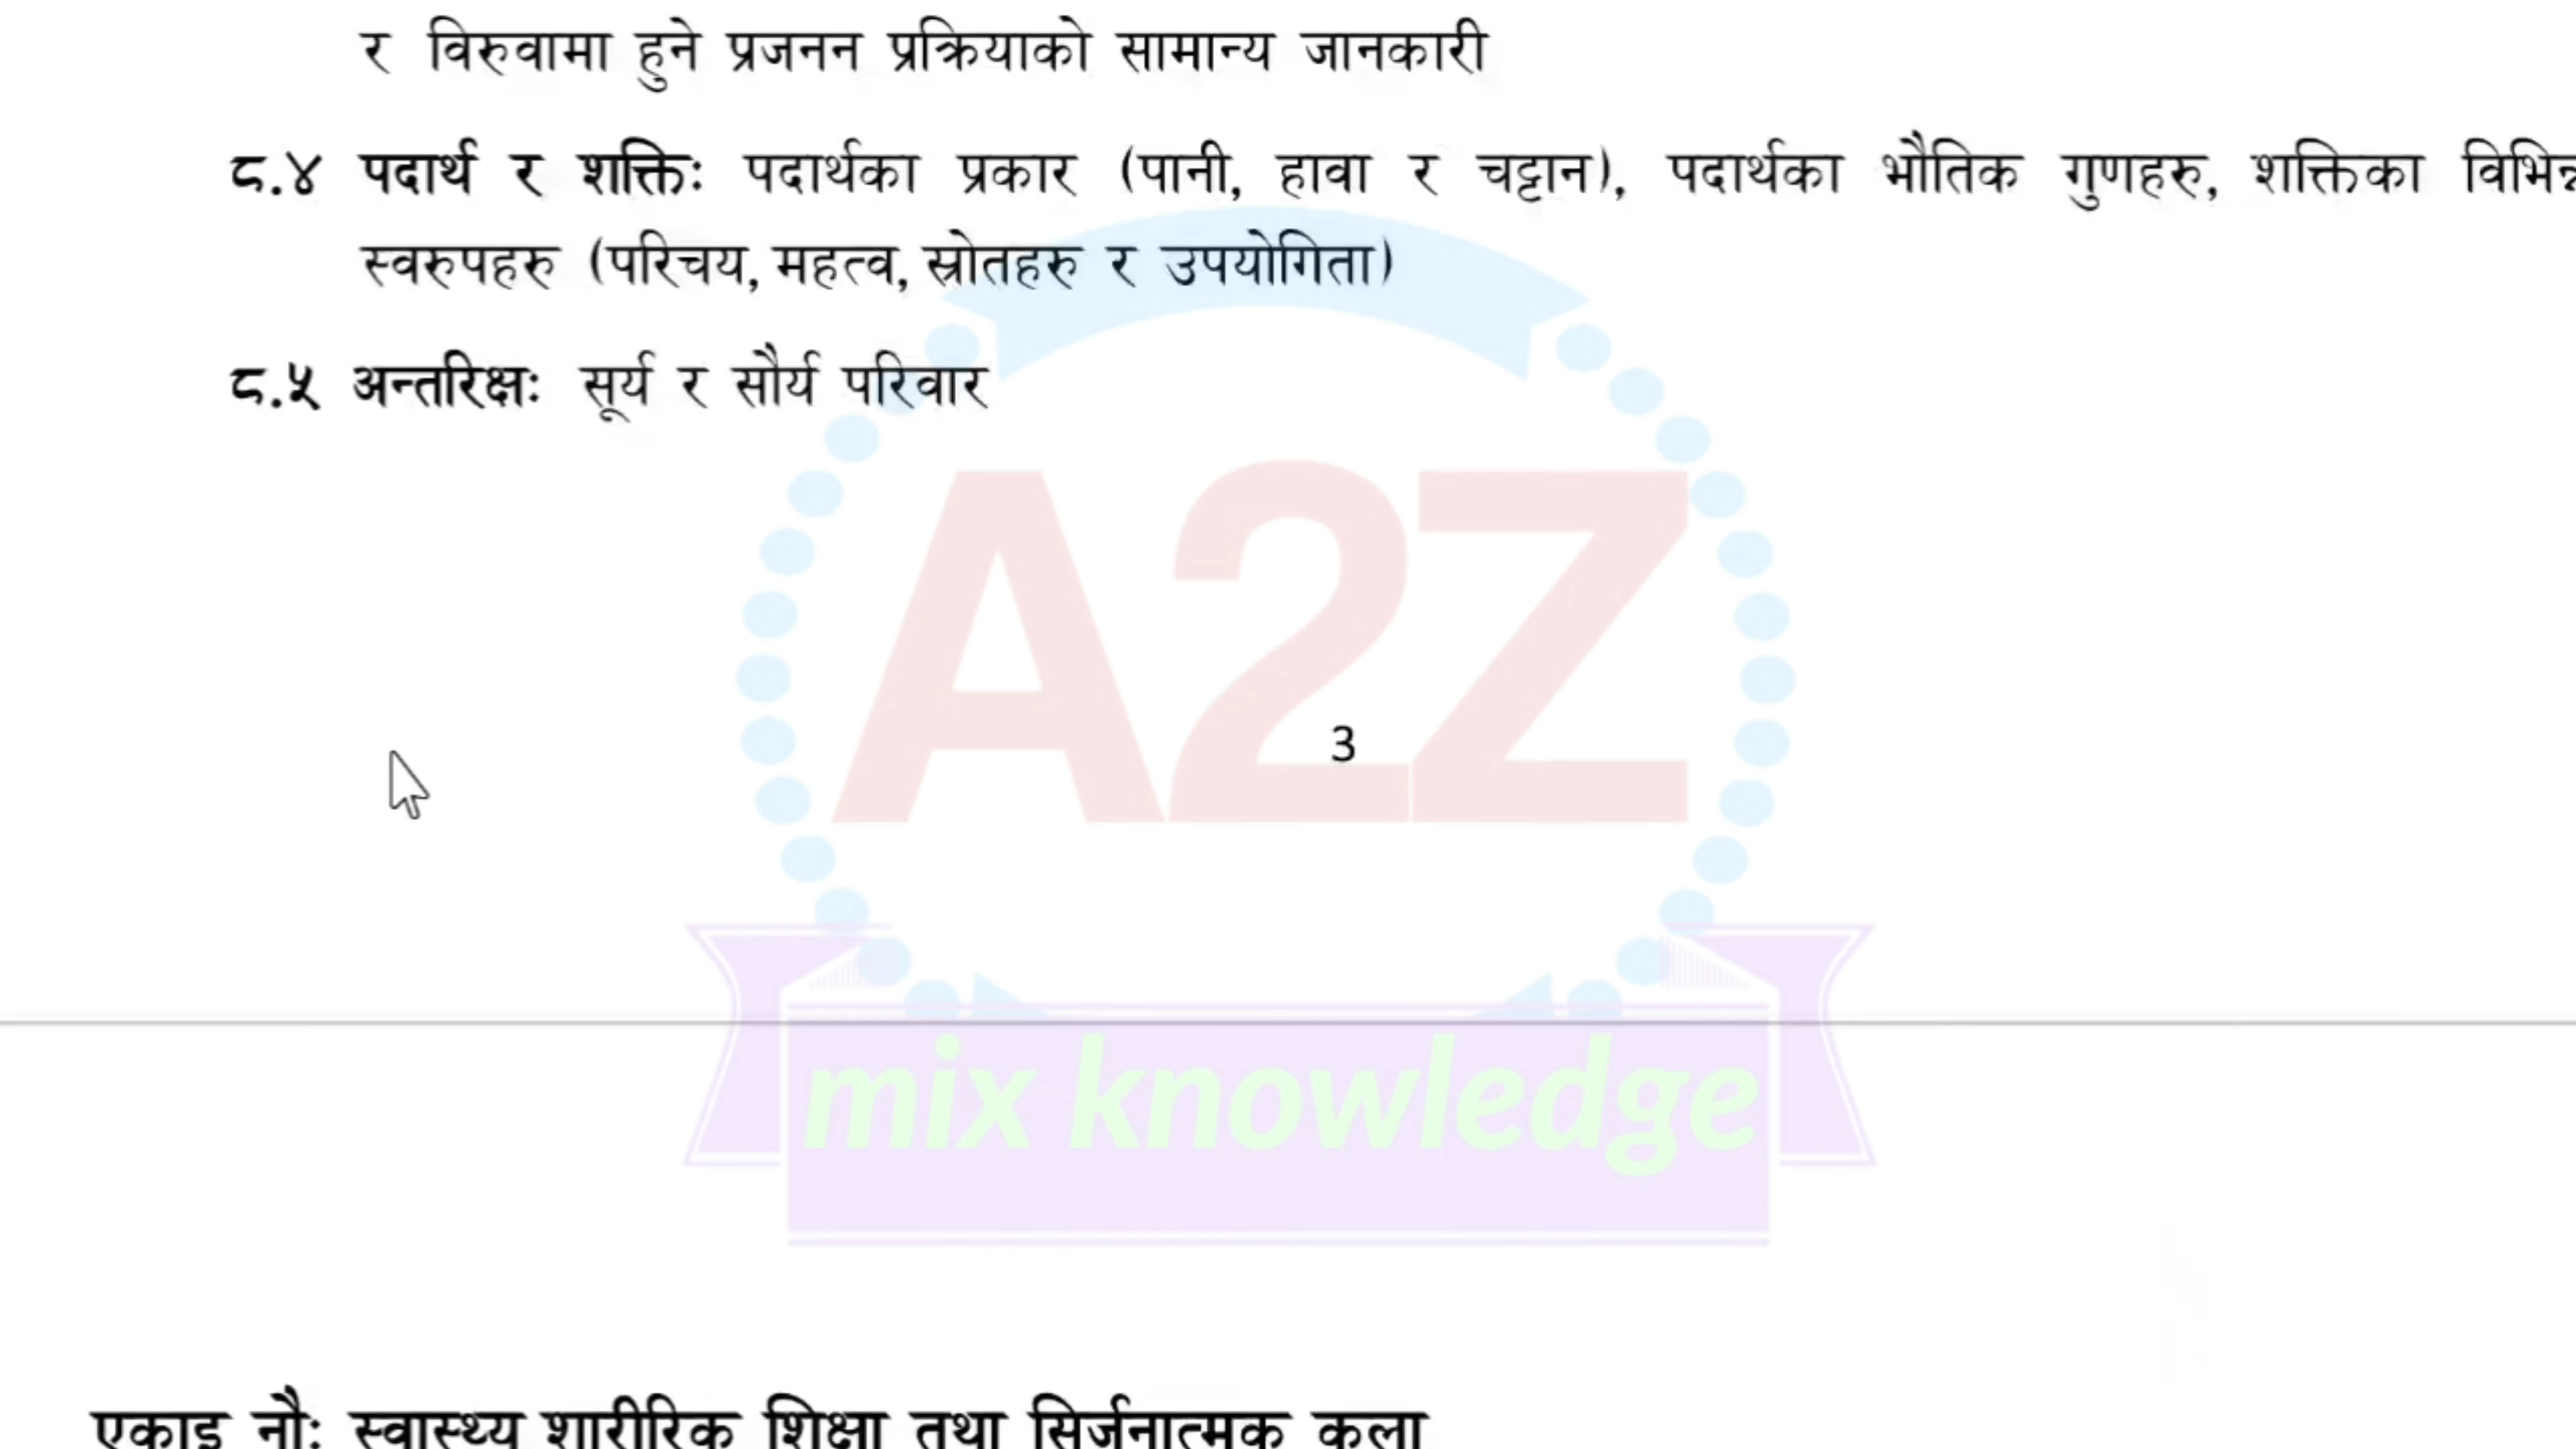 र विरुवामा हुने प्रजनन प्रक्रियाको सामान्य जानकारी
८.४ पदार्थ र शक्तिः पदार्थका प्रकार (पानी, हावा र चट्टान), पदार्थका भौतिक गुणहरु, शक्तिका विभिन्न
स्वरुपहरु (परिचय, महत्व, स्रोतहरु र उपयोगिता)
८.५ अन्तरिक्षः सूर्य र सौर्य परिवार
A2Z
3
mix knowledge
एकाइ नौः स्वास्थ्य शारीरिक शिक्षा तथा सिर्जनात्मक कला